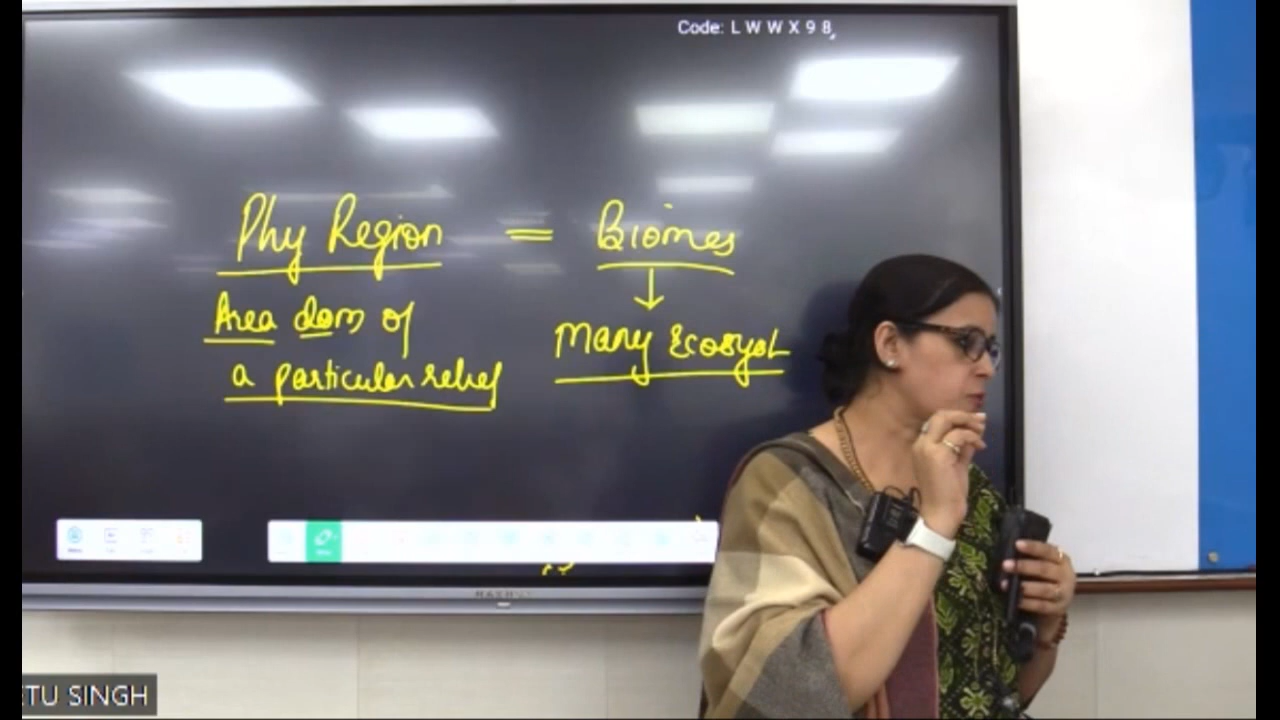 Code: L W W X 9 8
Phy Region = Biomes
Area dom of
a particular relief
Many Ecosyst
TU SINGH